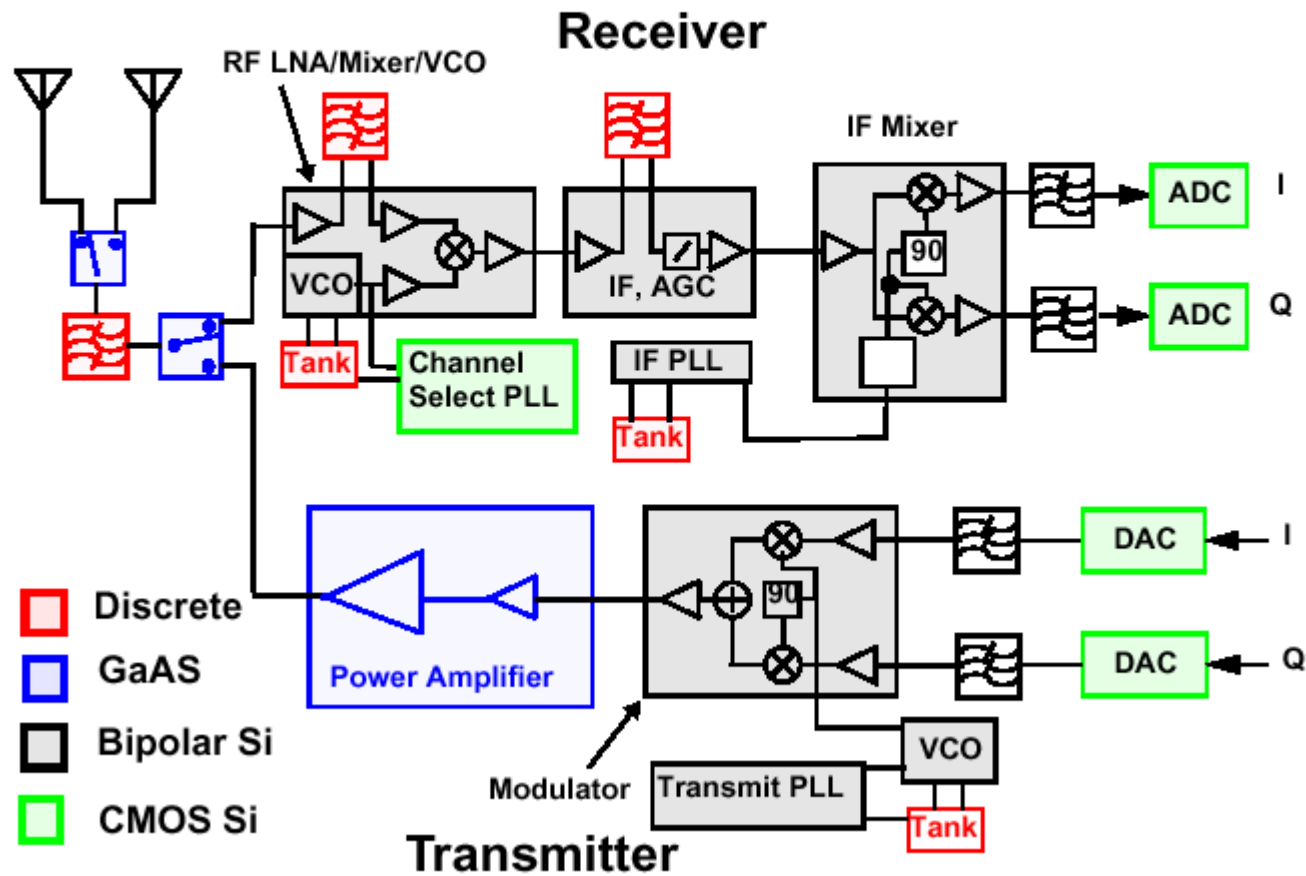 Receiver
RF LNA/Mixer/VCO
IF Mixer
ADC
I
90
VCO
IF, AGC
ADC
Q
Tank
Channel
Select PLL
IF PLL
Tank
DAC
I
90
Power Amplifier
DAC
Q
Discrete
GaAS
Bipolar Si
CMOS Si
Modulator
Transmit PLL
VCO
Tank
Transmitter